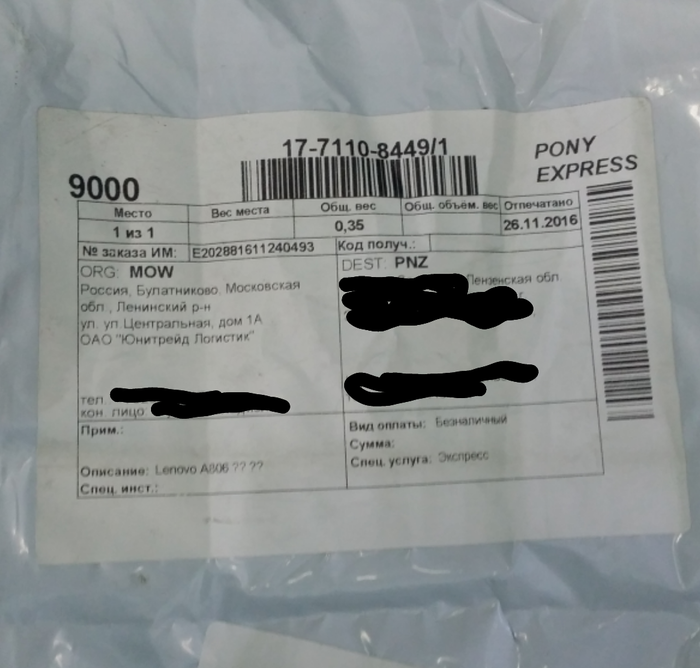 17-7110-8449/1
PONY
EXPRESS
9000
Место Вес места Общ. вес Общ. объём. вес Отпечатано
1 из 1 0,35 26.11.2016
№ заказа ИМ: E202881611240493 Код получ.:
ORG: MOW
Россия, Булатниково, Московская
обл., Ленинский р-н
ул. ул.Центральная, дом 1А
ОАО "Юнитрейд Логистик"
тел
кон лицо
DEST: PNZ
Пензенская обл.
Прим.:
Описание: Lenovo A806 ?? ??
Спец. инст.:
Вид оплаты: Безналичный
Сумма:
Спец. услуга: Экспресс